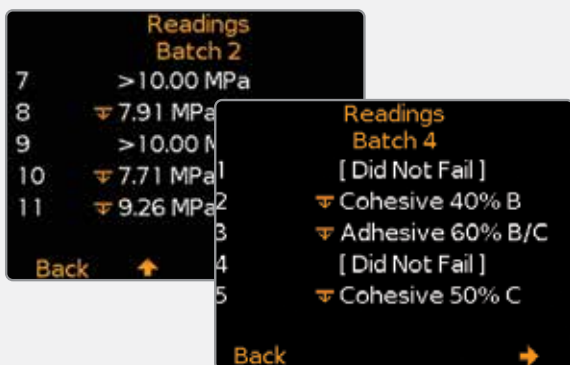 Readings
Batch 2
7 >10.00 MPa
8 7.91 MPa
9 >10.00
10 7.71 MPa
11 9.26 MPa
Back
Readings
Batch 4
1 [ Did Not Fail ]
2 Cohesive 40% B
3 Adhesive 60% B/C
4 [ Did Not Fail ]
5 Cohesive 50% C
Back